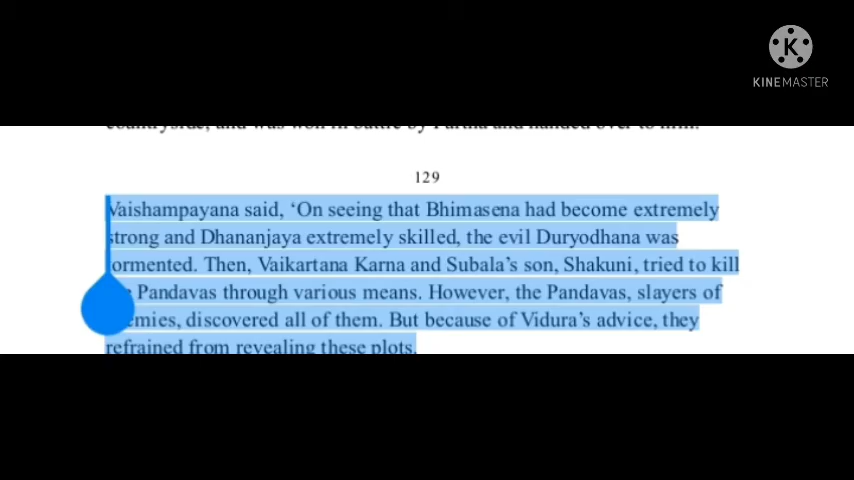 K
KINEMASTER
129
Vaishampayana said, ‘On seeing that Bhimasena had become extremely
strong and Dhananjaya extremely skilled, the evil Duryodhana was
tormented. Then, Vaikartana Karna and Subala’s son, Shakuni, tried to kill
Pandavas through various means. However, the Pandavas, slayers of
discovered all of them. But because of Vidura’s advice, they
refrained from revealing these plots.